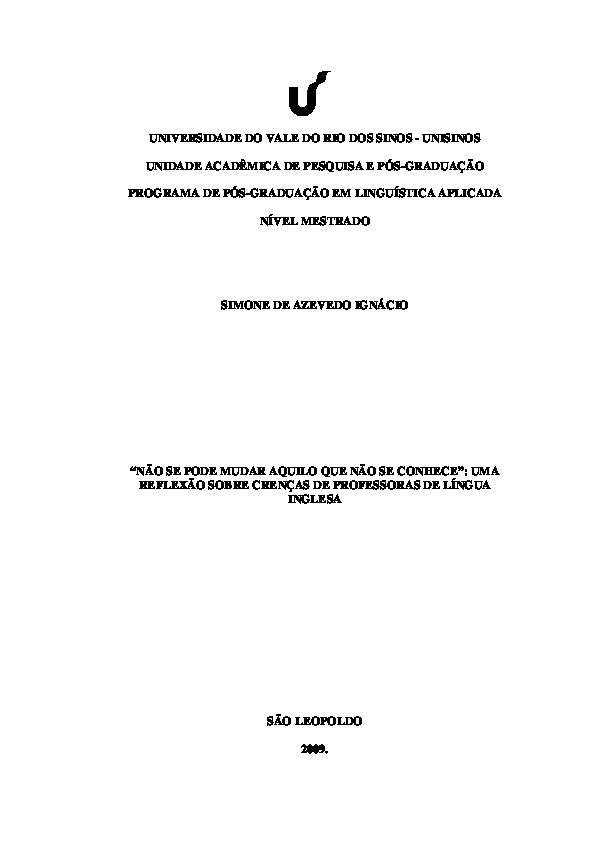 UNIVERSIDADE DO VALE DO RIO DOS SINOS - UNISINOS
UNIDADE ACADÊMICA DE PESQUISA E PÓS-GRADUAÇÃO
PROGRAMA DE PÓS-GRADUAÇÃO EM LINGUÍSTICA APLICADA
NÍVEL MESTRADO
SIMONE DE AZEVEDO IGNÁCIO
“NÃO SE PODE MUDAR AQUILO QUE NÃO SE CONHECE”: UMA
REFLEXÃO SOBRE CRENÇAS DE PROFESSORAS DE LÍNGUA
INGLESA
SÃO LEOPOLDO
2009.